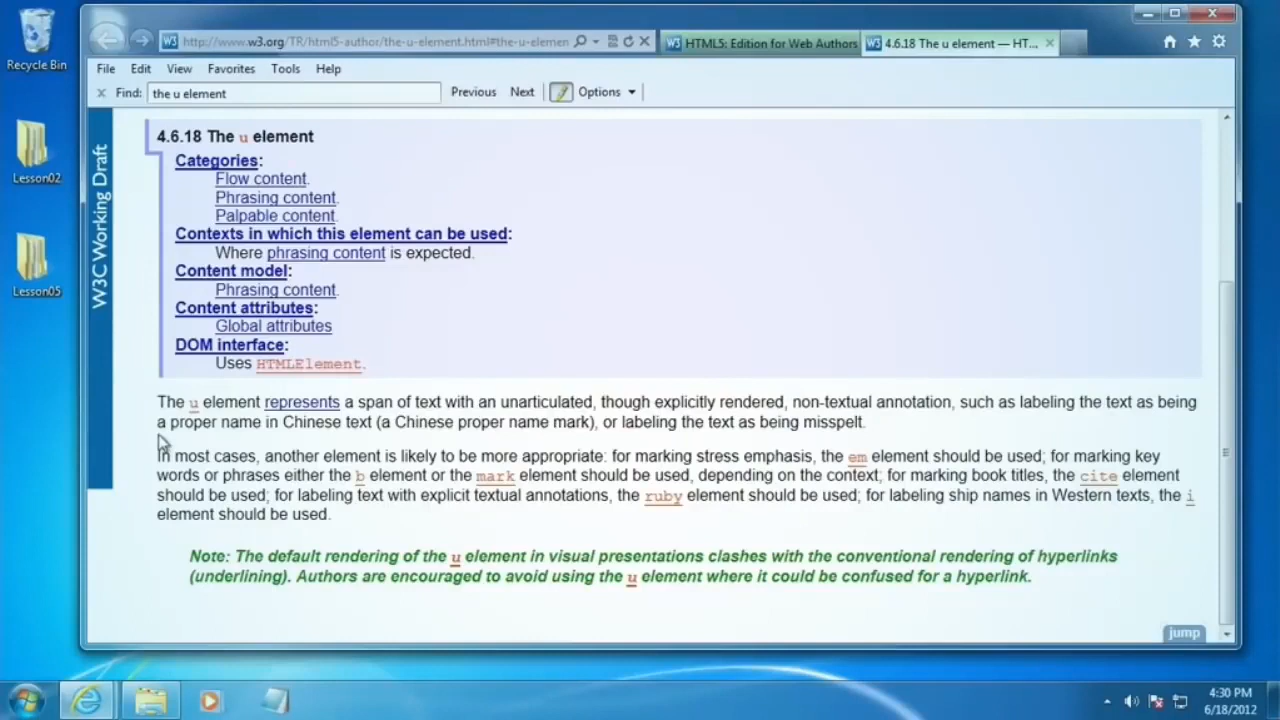 Recycle Bin
Lesson02
Lesson05
http://www.w3.org/TR/html5-author/the-u-element.html#the-u-elemen
HTML5: Edition for Web Authors
4.6.18 The u element — HT...
File Edit View Favorites Tools Help
Find: the u element Previous Next Options
W3C Working Draft
4.6.18 The u element
Categories:
Flow content.
Phrasing content.
Palpable content.
Contexts in which this element can be used:
Where phrasing content is expected.
Content model:
Phrasing content.
Content attributes:
Global attributes
DOM interface:
Uses HTMLElement.
The u element represents a span of text with an unarticulated, though explicitly rendered, non-textual annotation, such as labeling the text as being
a proper name in Chinese text (a Chinese proper name mark), or labeling the text as being misspelt.
In most cases, another element is likely to be more appropriate: for marking stress emphasis, the em element should be used; for marking key
words or phrases either the b element or the mark element should be used, depending on the context; for marking book titles, the cite element
should be used; for labeling text with explicit textual annotations, the ruby element should be used; for labeling ship names in Western texts, the i
element should be used.
Note: The default rendering of the u element in visual presentations clashes with the conventional rendering of hyperlinks
(underlining). Authors are encouraged to avoid using the u element where it could be confused for a hyperlink.
jump
4:30 PM
6/18/2012